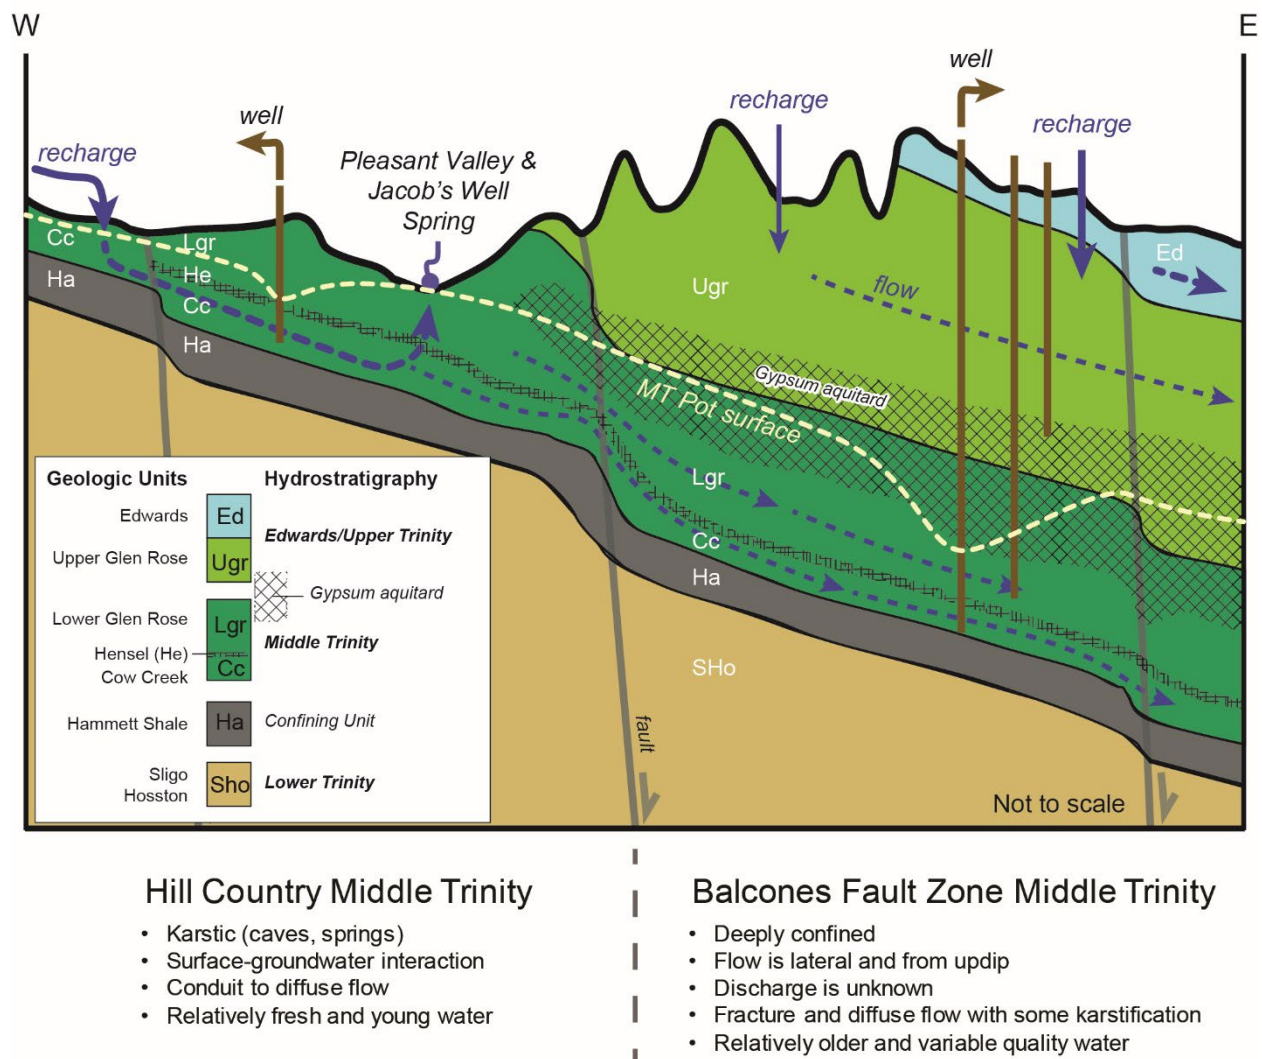 W
E
well
well
recharge
recharge
recharge
Pleasant Valley &
Jacob's Well
Spring
Cc
Lgr
Ha
He
Cc
Ha
Ugr
flow
Ed
Gypsum aquitard
MT Pot surface
Lgr
Cc
Ha
SHo
fault
Not to scale
Geologic Units
Hydrostratigraphy
Edwards
Ed
Edwards/Upper Trinity
Upper Glen Rose
Ugr
Gypsum aquitard
Lower Glen Rose
Lgr
Middle Trinity
Hensel (He)
Cow Creek
Cc
Hammett Shale
Ha
Confining Unit
Sligo
Hosston
Sho
Lower Trinity
Hill Country Middle Trinity
• Karstic (caves, springs)
• Surface-groundwater interaction
• Conduit to diffuse flow
• Relatively fresh and young water
Balcones Fault Zone Middle Trinity
• Deeply confined
• Flow is lateral and from updip
• Discharge is unknown
• Fracture and diffuse flow with some karstification
• Relatively older and variable quality water